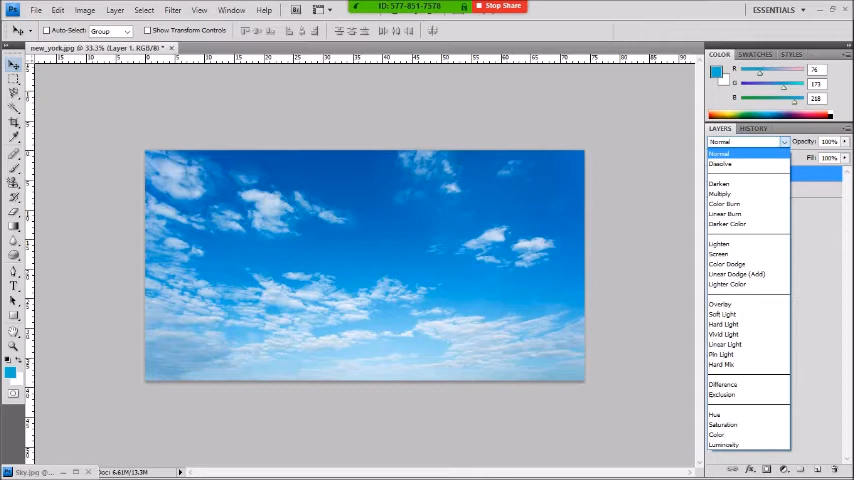 ID: 577-851-7578
Stop Share
Ps
File Edit Image Layer Select Filter View Window Br
ESSENTIALS
Auto-Select: Group Show Transform Controls
new_york.jpg @ 33.3% (Layer 1, RGB/8) *
COLOR SWATCHES STYLES
R 76
G 173
B 218
LAYERS HISTORY
Normal Opacity: 100%
Normal Fill: 100%
Dissolve
Darken
Multiply
Color Burn
Linear Burn
Darker Color
Lighten
Screen
Color Dodge
Linear Dodge (Add)
Lighter Color
Overlay
Soft Light
Hard Light
Vivid Light
Linear Light
Pin Light
Hard Mix
Difference
Exclusion
Hue
Saturation
Color
Luminosity
Sky.jpg @...
Doc: 6.61M/13.3M